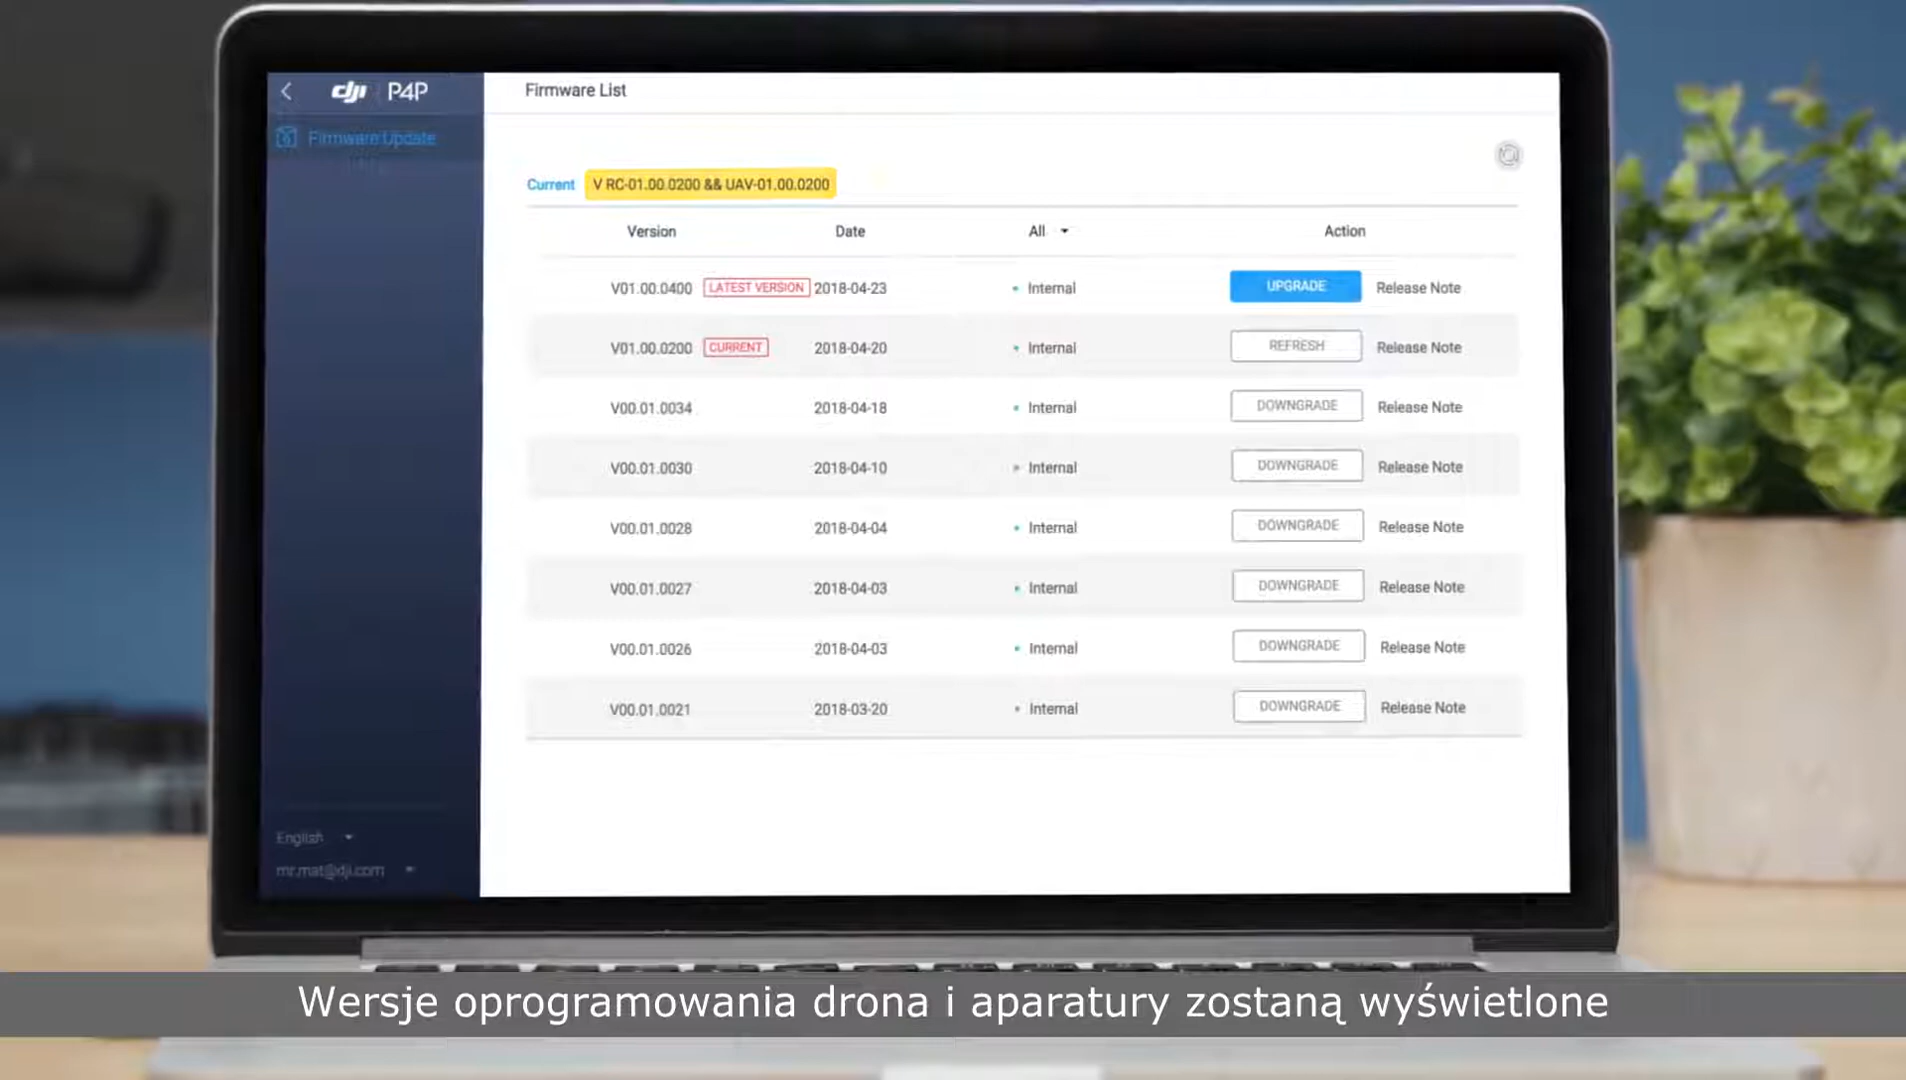 dji P4P
Firmware Update
Firmware List
Current V RC-01.00.0200 && UAV-01.00.0200
Version Date All Action
V01.00.0400 LATEST VERSION 2018-04-23 Internal UPGRADE Release Note
V01.00.0200 CURRENT 2018-04-20 Internal REFRESH Release Note
V00.01.0034 2018-04-18 Internal DOWNGRADE Release Note
V00.01.0030 2018-04-10 Internal DOWNGRADE Release Note
V00.01.0028 2018-04-04 Internal DOWNGRADE Release Note
V00.01.0027 2018-04-03 Internal DOWNGRADE Release Note
V00.01.0026 2018-04-03 Internal DOWNGRADE Release Note
V00.01.0021 2018-03-20 Internal DOWNGRADE Release Note
English
mr.mat@dji.com
Wersje oprogramowania drona i aparatury zostaną wyświetlone